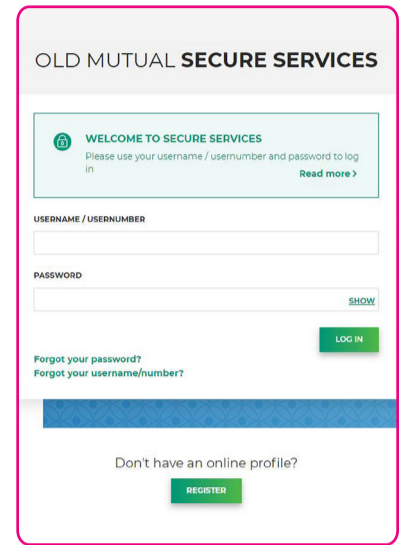 OLD MUTUAL SECURE SERVICES
WELCOME TO SECURE SERVICES
Please use your username / usernumber and password to log
in
Read more >
USERNAME / USERNUMBER
PASSWORD
SHOW
LOG IN
Forgot your password?
Forgot your username/number?
Don't have an online profile?
REGISTER